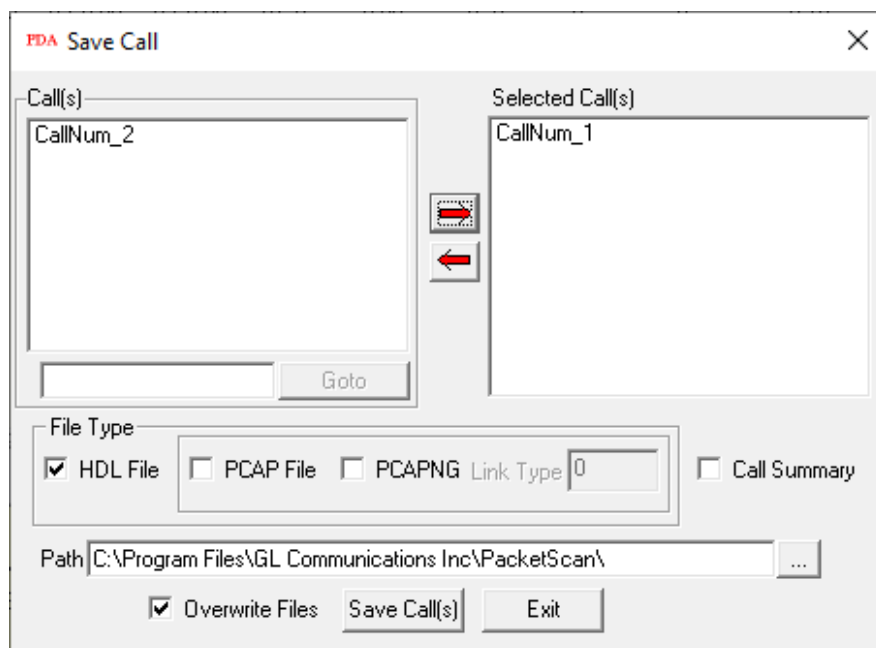 PDA Save Call
Call(s)
CallNum_2
Goto
Selected Call(s)
CallNum_1
File Type
HDL File PCAP File PCAPNG Link Type 0 Call Summary
Path C:\Program Files\GL Communications Inc\PacketScan\ ...
Overwrite Files Save Call(s) Exit